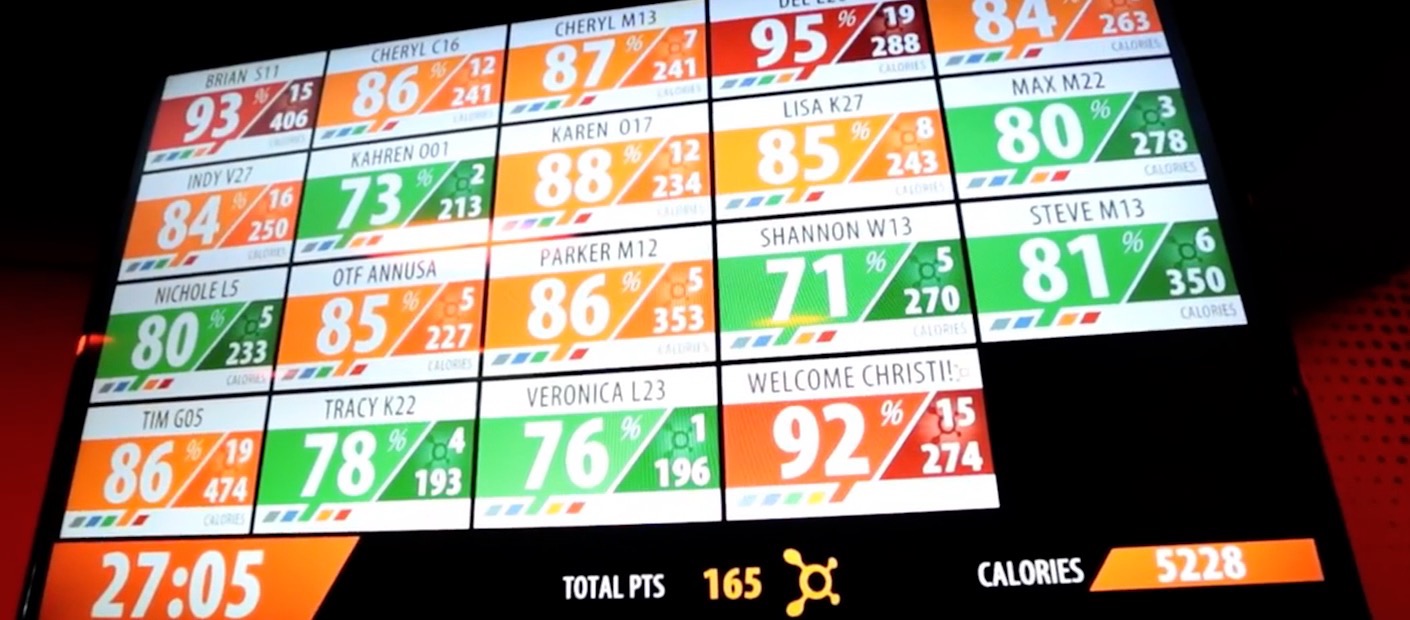 BRIAN S11
93 % 15
406
CALORIES
CHERYL C16
86 % 12
241
CALORIES
CHERYL M13
87 % 7
241
CALORIES
95 % 19
288
CALORIES
84 %
263
CALORIES
INDY V27
84 % 16
250
CALORIES
KAHREN O01
73 % 2
213
CALORIES
KAREN O17
88 % 12
234
CALORIES
LISA K27
85 % 8
243
CALORIES
MAX M22
80 % 3
278
CALORIES
NICHOLE L5
80 % 5
233
CALORIES
OTF ANNUSA
85 % 5
227
CALORIES
PARKER M12
86 % 5
353
CALORIES
SHANNON W13
71 % 5
270
CALORIES
STEVE M13
81 % 6
350
CALORIES
TIM G05
86 % 19
474
CALORIES
TRACY K22
78 % 4
193
CALORIES
VERONICA L23
76 % 1
196
CALORIES
WELCOME CHRISTI!
92 % 15
274
CALORIES
27:05
TOTAL PTS 165
CALORIES 5228